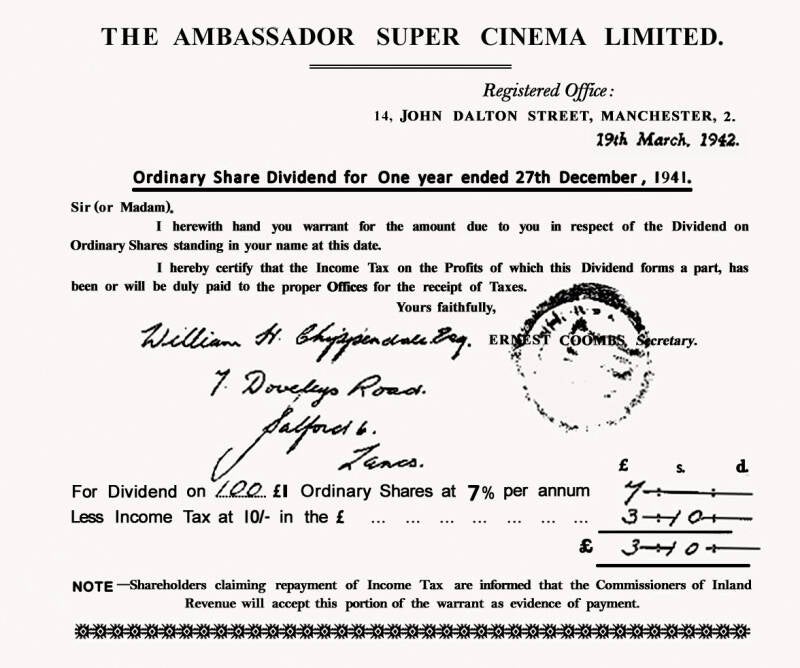 THE AMBASSADOR SUPER CINEMA LIMITED.
Registered Office:
14, JOHN DALTON STREET, MANCHESTER, 2.
19th March, 1942.
Ordinary Share Dividend for One year ended 27th December, 1941.
Sir (or Madam),
I herewith hand you warrant for the amount due to you in respect of the Dividend on
Ordinary Shares standing in your name at this date.
I hereby certify that the Income Tax on the Profits of which this Dividend forms a part, has
been or will be duly paid to the proper Offices for the receipt of Taxes.
Yours faithfully,
William H. Chippendale Esq. ERNEST COOMBS, Secretary.
7. Doveleys Road.
Salford 6.
Lancs.
£ s. d.
For Dividend on 100 £1 Ordinary Shares at 7% per annum 7 - : -
Less Income Tax at 10/- in the £ ... ... ... ... ... ... ... 3 - : 10 - : -
£ 3 - : 10 - : -
NOTE—Shareholders claiming repayment of Income Tax are informed that the Commissioners of Inland
Revenue will accept this portion of the warrant as evidence of payment.